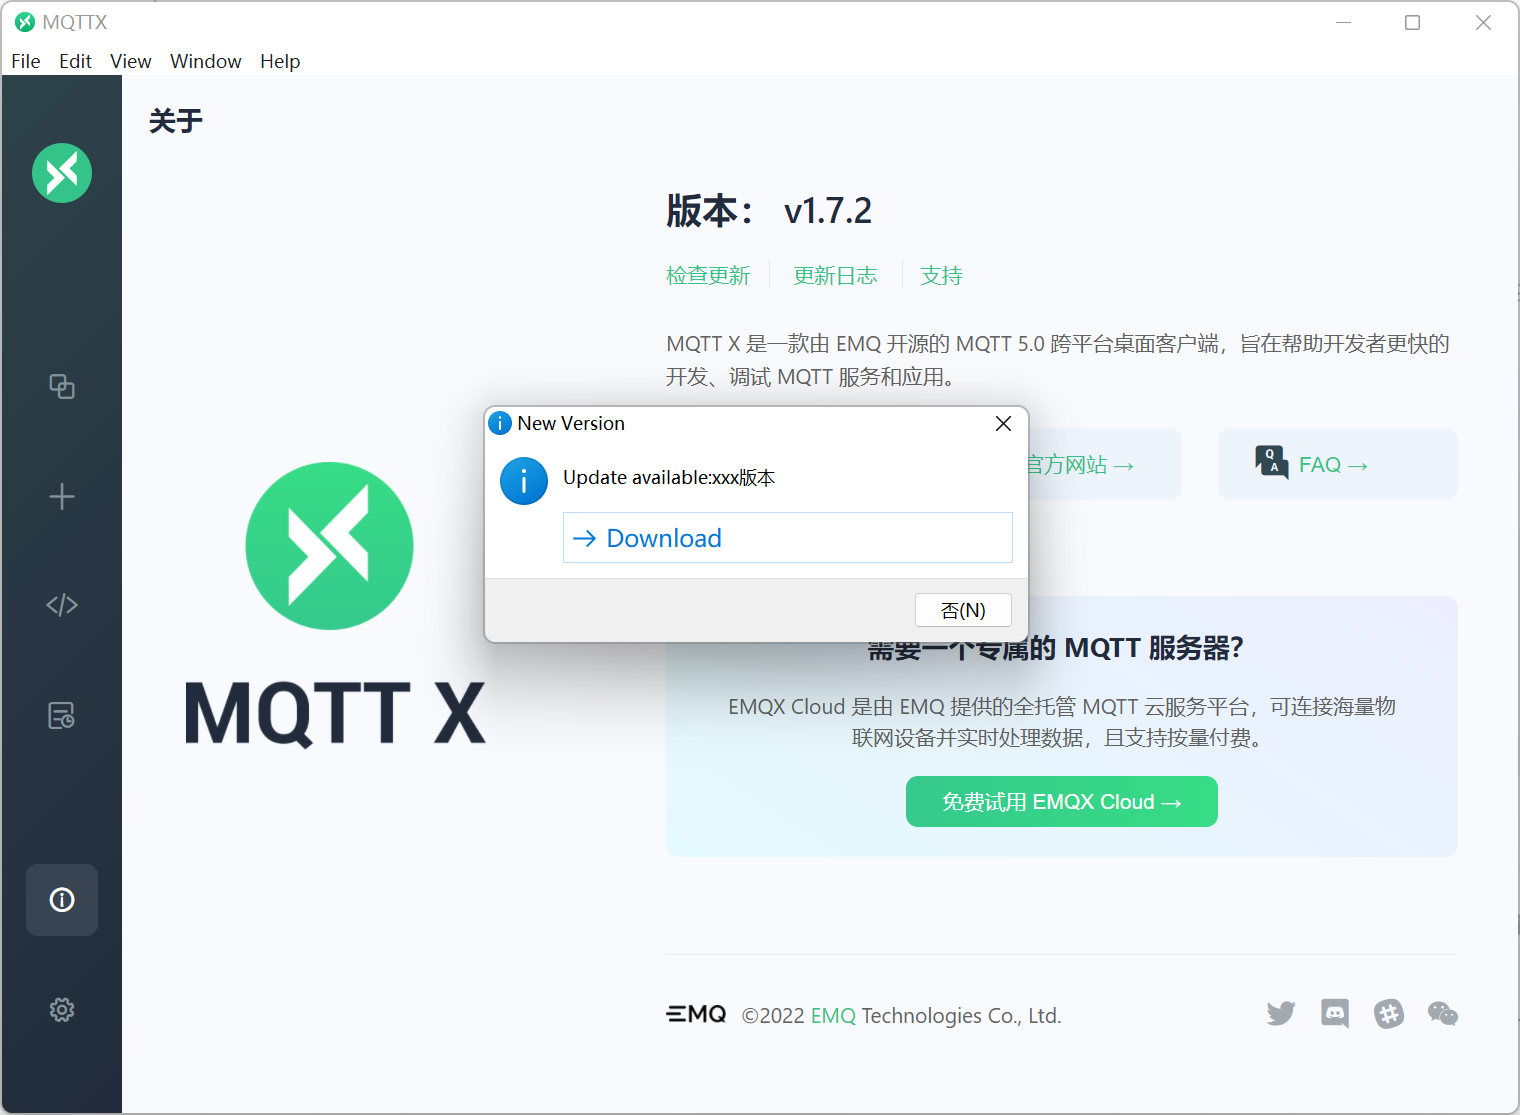 MQTTX
File Edit View Window Help
关于
版本： v1.7.2
检查更新 更新日志 支持
MQTT X 是一款由 EMQ 开源的 MQTT 5.0 跨平台桌面客户端，旨在帮助开发者更快的
开发、调试 MQTT 服务和应用。
New Version
Update available:xxx版本
→ Download
否(N)
官方网站 →
Q A FAQ →
MQTT X
需要一个专属的 MQTT 服务器？
EMQX Cloud 是由 EMQ 提供的全托管 MQTT 云服务平台，可连接海量物
联网设备并实时处理数据，且支持按量付费。
免费试用 EMQX Cloud →
EMQ ©2022 EMQ Technologies Co., Ltd.